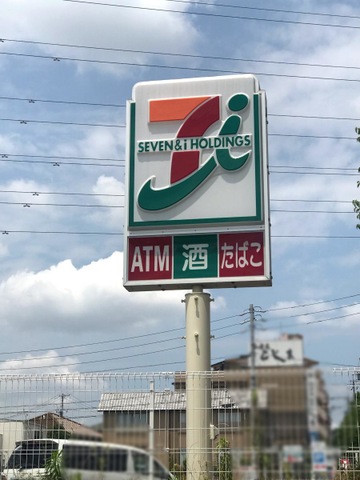 SEVEN & i HOLDINGS
ATM 酒 たばこ